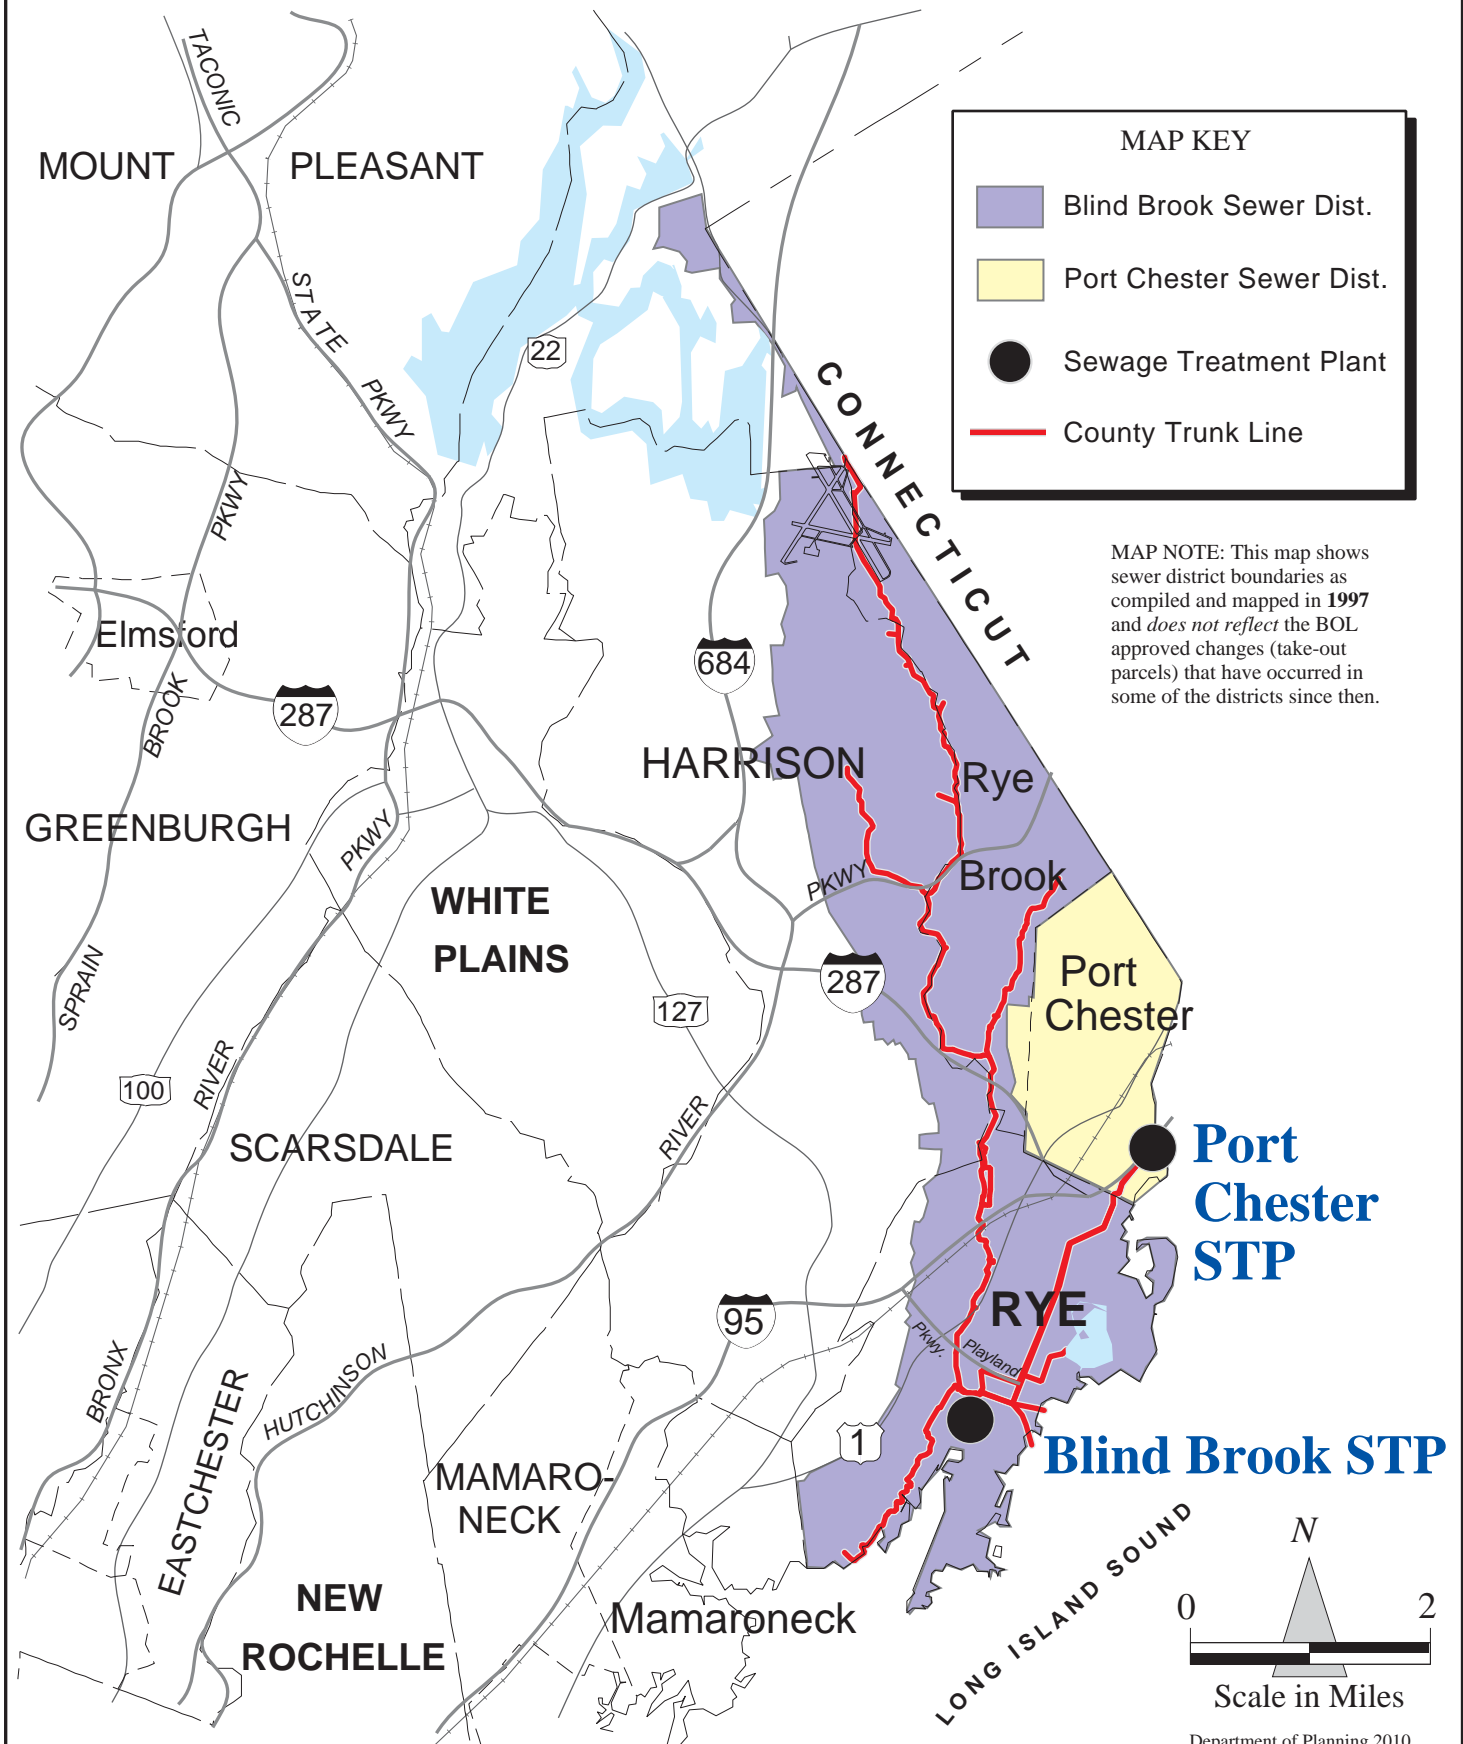 TACONIC
MOUNT PLEASANT
STATE
PKWY
22
CONNECTICUT
MAP KEY
Blind Brook Sewer Dist.
Port Chester Sewer Dist.
Sewage Treatment Plant
County Trunk Line
MAP NOTE: This map shows
sewer district boundaries as
compiled and mapped in 1997
and does not reflect the BOL
approved changes (take-out
parcels) that have occurred in
some of the districts since then.
PKWY
Elmsford
BROOK
287
684
HARRISON
Rye
Brook
GREENBURGH
PKWY
PKWY
WHITE
PLAINS
SPRAIN
287
127
Port
Chester
100
RIVER
RIVER
SCARSDALE
Port
Chester
STP
95
RYE
Pkwy.
Playland
BRONX
EASTCHESTER
HUTCHINSON
1
Blind Brook STP
MAMARO-
NECK
NEW
ROCHELLE
Mamaroneck
LONG ISLAND SOUND
N
0 2
Scale in Miles
Department of Planning 2010